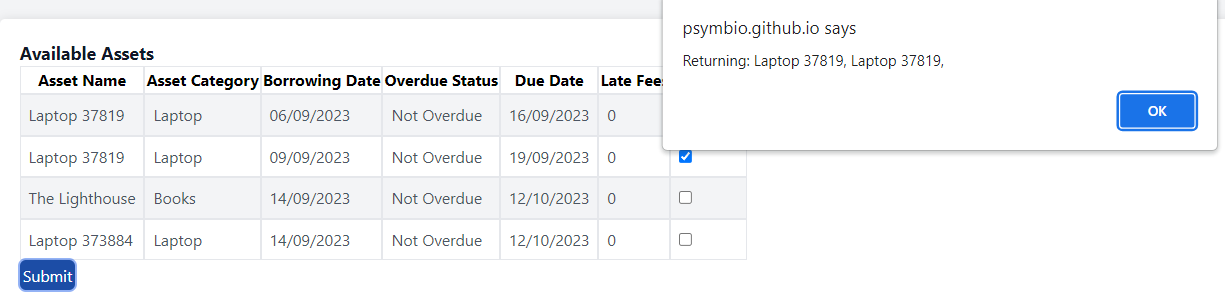 psymbio.github.io says
Returning: Laptop 37819, Laptop 37819,
OK
Available Assets
Asset Name Asset Category Borrowing Date Overdue Status Due Date Late Fees
Laptop 37819 Laptop 06/09/2023 Not Overdue 16/09/2023 0
Laptop 37819 Laptop 09/09/2023 Not Overdue 19/09/2023 0
The Lighthouse Books 14/09/2023 Not Overdue 12/10/2023 0
Laptop 373884 Laptop 14/09/2023 Not Overdue 12/10/2023 0
Submit